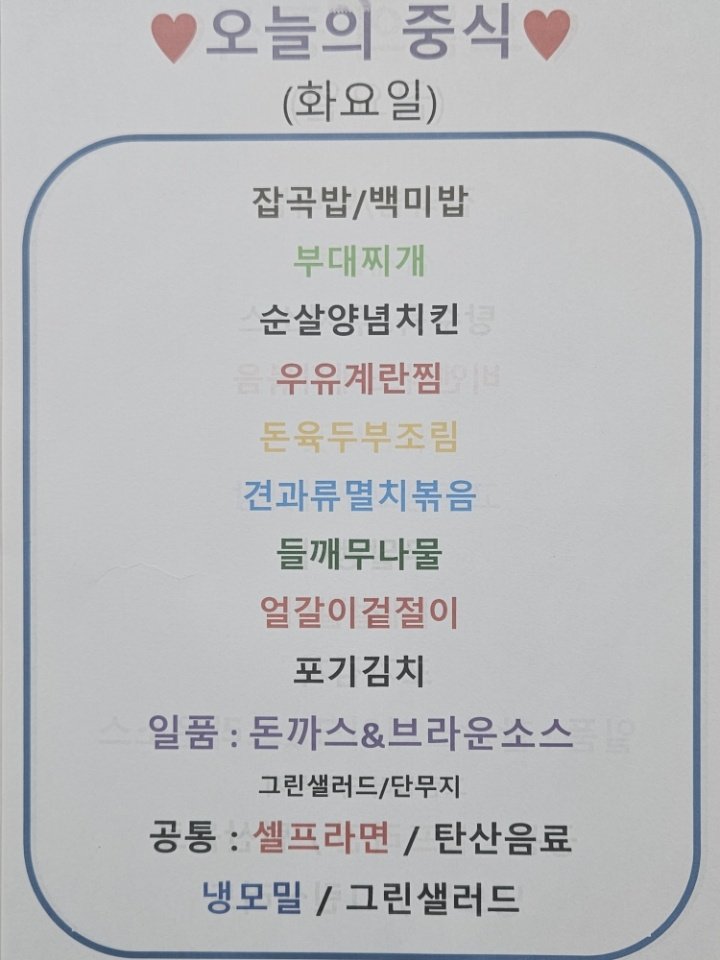 ♥오늘의 중식♥
(화요일)
잡곡밥/백미밥
부대찌개
순살양념치킨
우유계란찜
돈육두부조림
견과류멸치볶음
들깨무나물
얼갈이겉절이
포기김치
일품 : 돈까스&브라운소스
그린샐러드/단무지
공통 : 셀프라면 / 탄산음료
냉모밀 / 그린샐러드